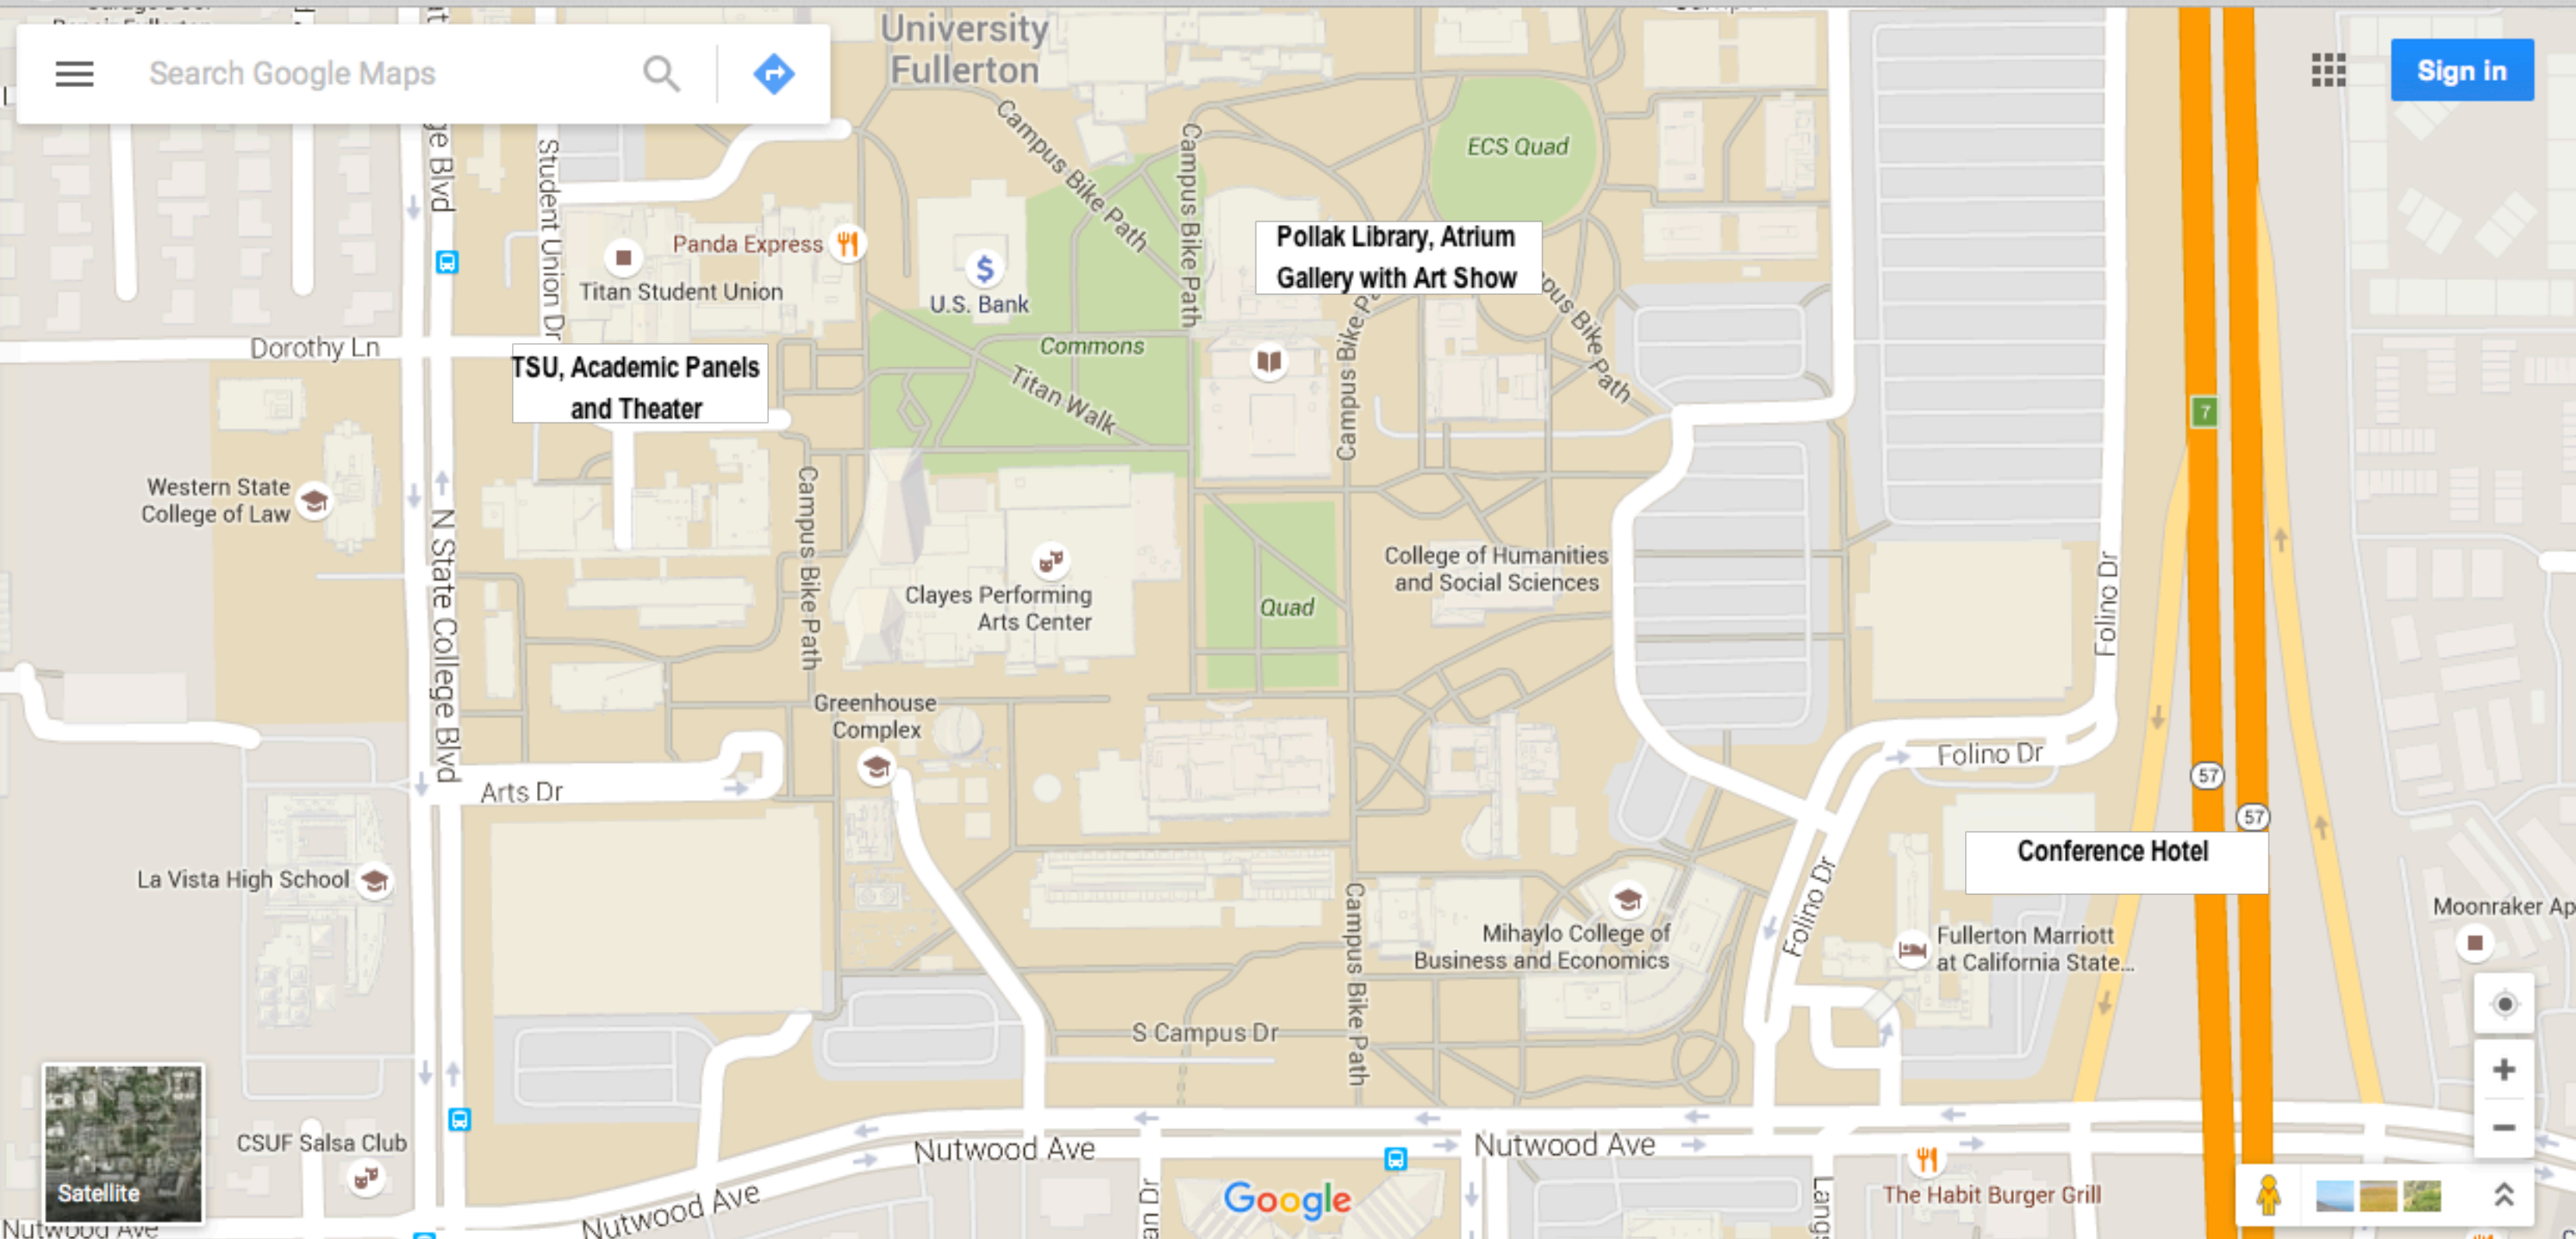 University
Fullerton
Search Google Maps
Sign in
Campus Bike Path
Campus Bike Path
ECS Quad
Student Union Dr
Panda Express
Titan Student Union
$
U.S. Bank
Pollak Library, Atrium
Gallery with Art Show
Bike Path
Campus Bike
Dorothy Ln
Commons
Titan Walk
TSU, Academic Panels
and Theater
7
Western State
College of Law
N State College Blvd
Campus Bike Path
College of Humanities
and Social Sciences
Clayes Performing
Arts Center
Quad
Folino Dr
Greenhouse
Complex
Folino Dr
57
57
Arts Dr
Conference Hotel
La Vista High School
Folino Dr
Campus Bike Path
Mihaylo College of
Business and Economics
Fullerton Marriott
at California State...
Moonraker Ap
S Campus Dr
CSUF Salsa Club
Nutwood Ave
Nutwood Ave
Satellite
Google
The Habit Burger Grill
Nutwood Ave
Nutwood Ave